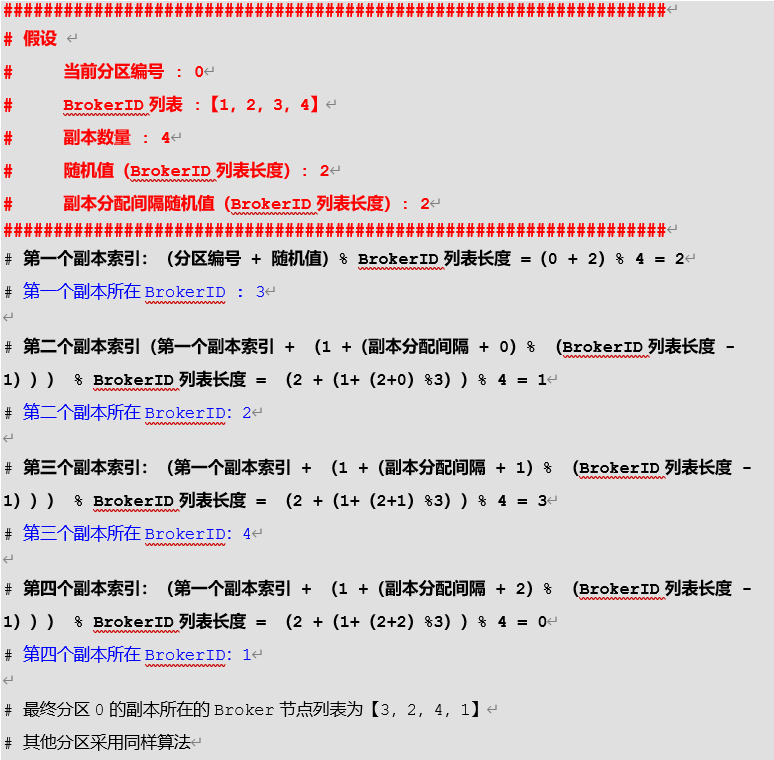 ##################################################################
# 假设
# 当前分区编号 : 0
# BrokerID 列表 :【1, 2, 3, 4】
# 副本数量 : 4
# 随机值（BrokerID 列表长度）: 2
# 副本分配间隔随机值（BrokerID 列表长度）: 2
##################################################################
# 第一个副本索引：（分区编号 + 随机值）% BrokerID 列表长度 =（0 + 2）% 4 = 2
# 第一个副本所在 BrokerID : 3
# 第二个副本索引（第一个副本索引 + （1 +（副本分配间隔 + 0）% （BrokerID 列表长度 -
1））） % BrokerID 列表长度 = （2 +（1+（2+0）%3））% 4 = 1
# 第二个副本所在 BrokerID：2
# 第三个副本索引：（第一个副本索引 + （1 +（副本分配间隔 + 1）% （BrokerID 列表长度 -
1））） % BrokerID 列表长度 = （2 +（1+（2+1）%3））% 4 = 3
# 第三个副本所在 BrokerID：4
# 第四个副本索引：（第一个副本索引 + （1 +（副本分配间隔 + 2）% （BrokerID 列表长度 -
1））） % BrokerID 列表长度 = （2 +（1+（2+2）%3））% 4 = 0
# 第四个副本所在 BrokerID：1
# 最终分区 0 的副本所在的 Broker 节点列表为【3, 2, 4, 1】
# 其他分区采用同样算法